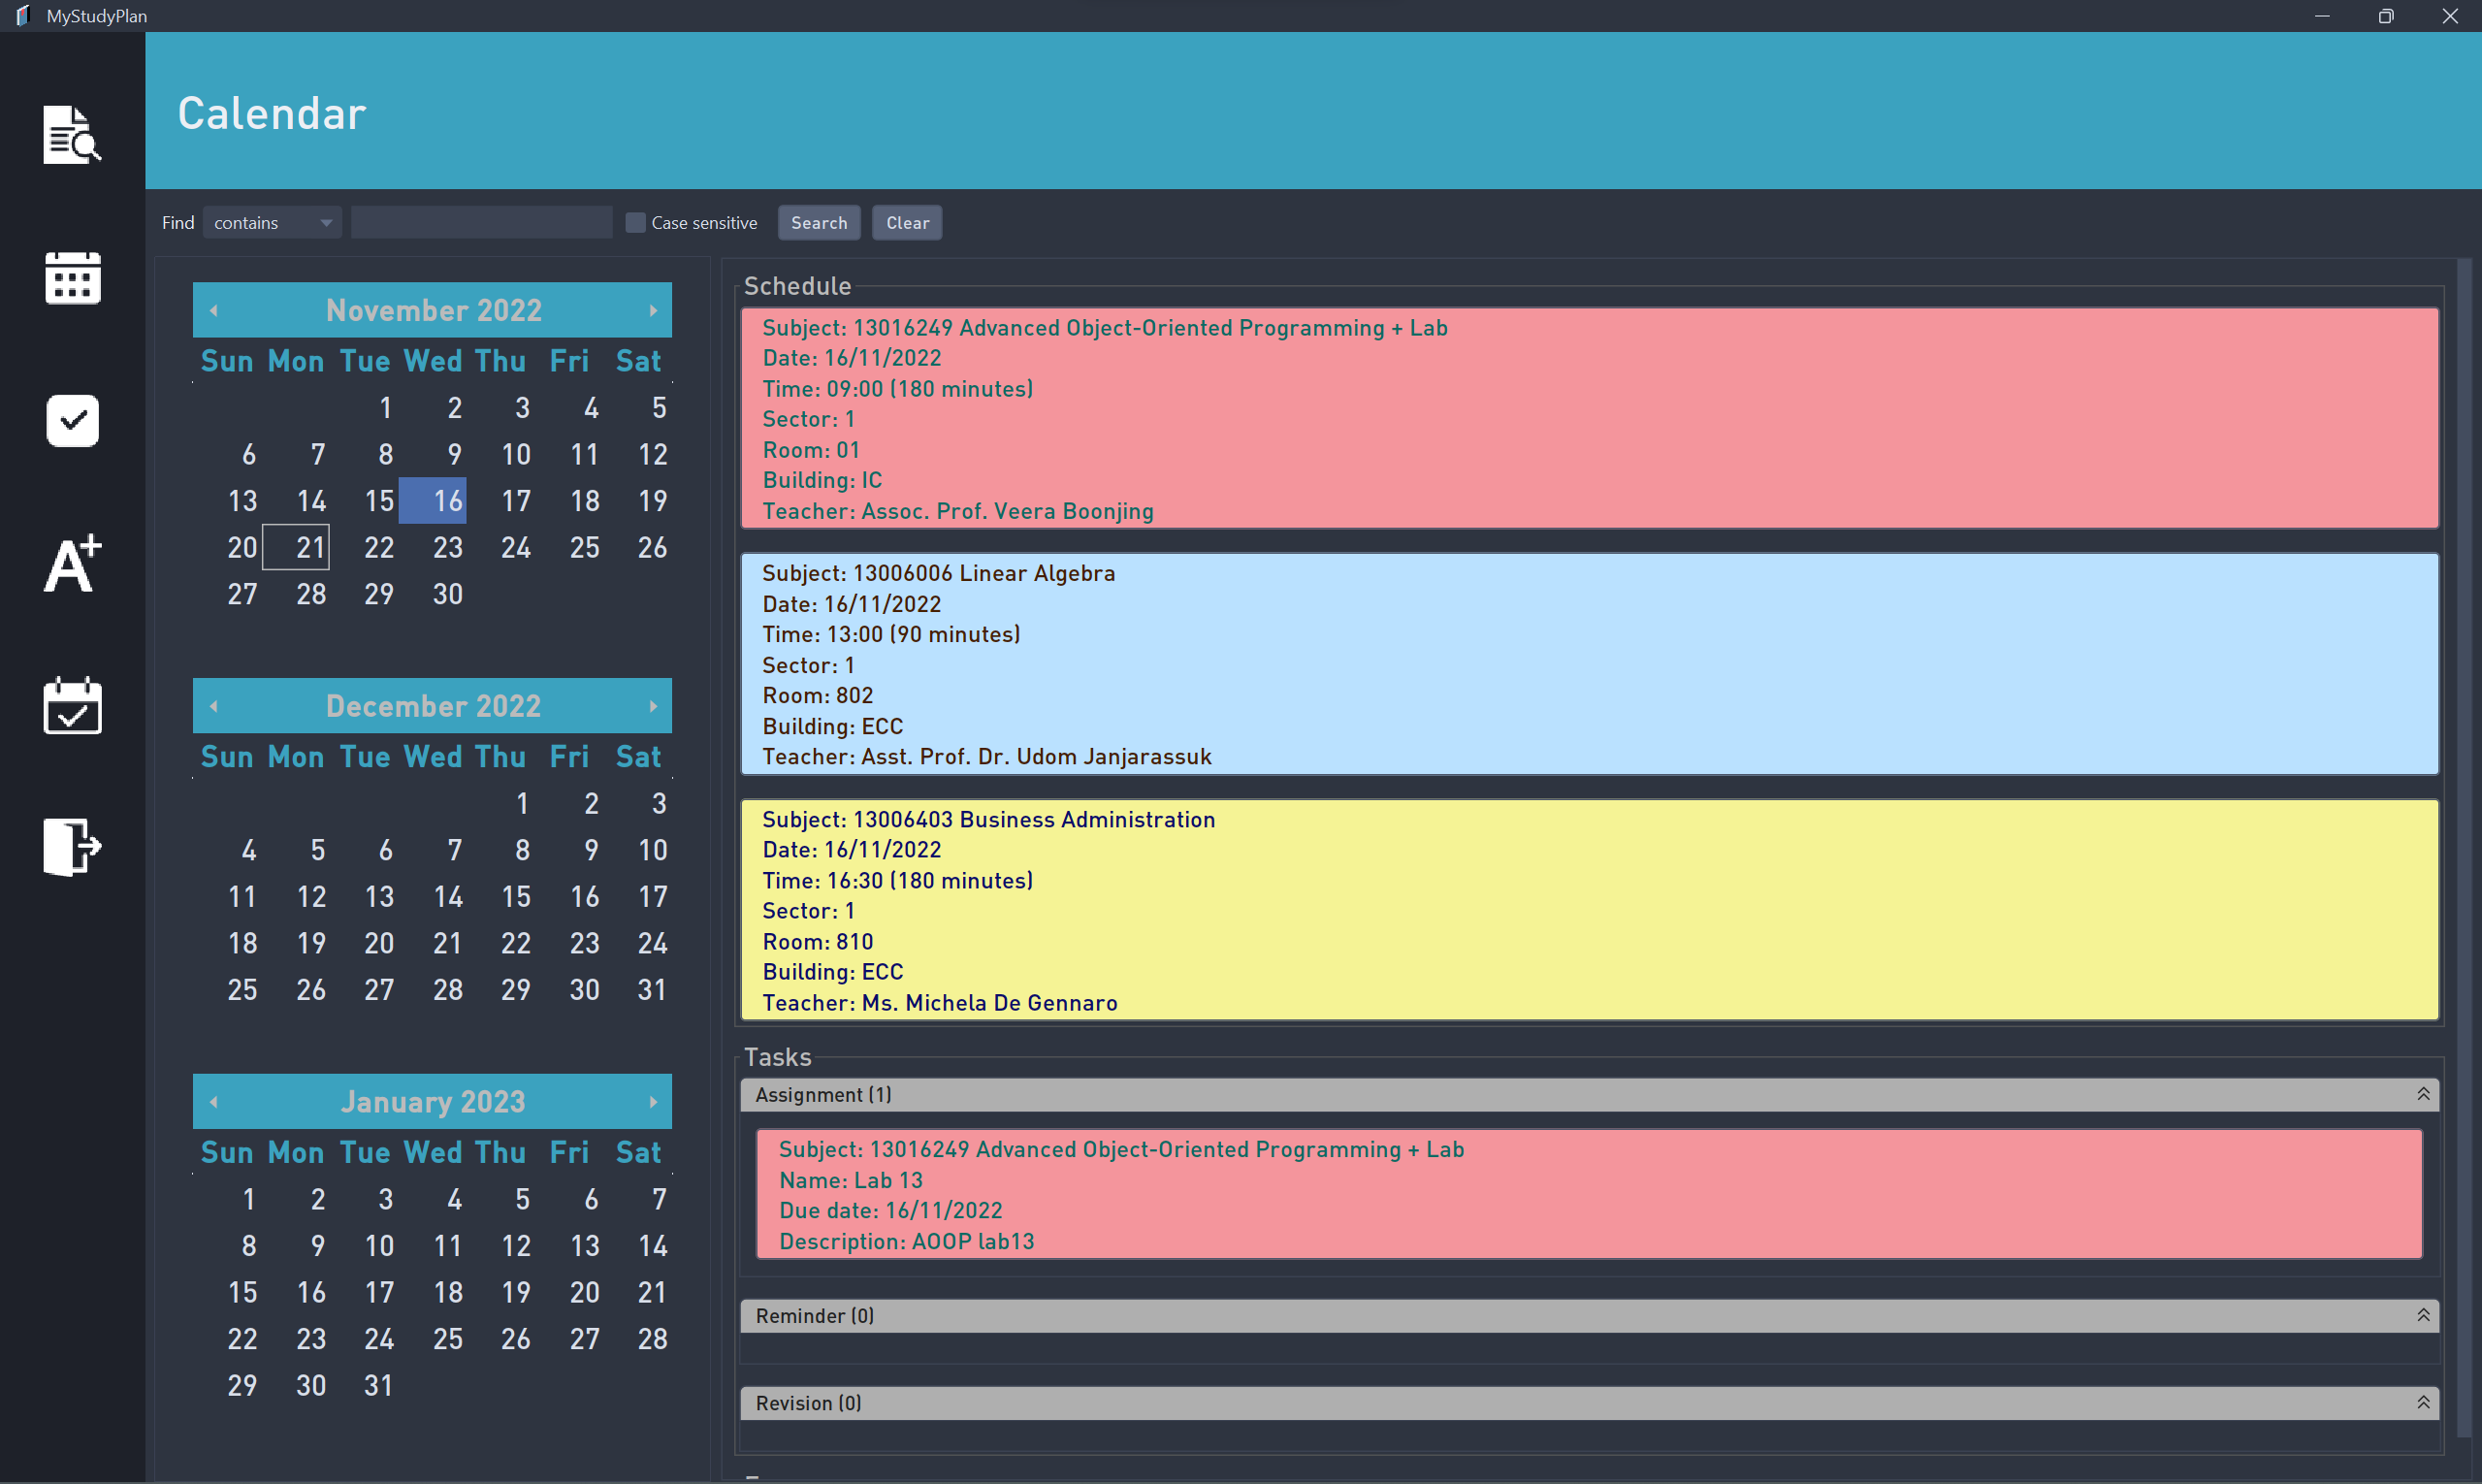 MyStudyPlan
Calendar
Find contains Case sensitive Search Clear
November 2022
Sun Mon Tue Wed Thu Fri Sat
1 2 3 4 5
6 7 8 9 10 11 12
13 14 15 16 17 18 19
20 21 22 23 24 25 26
27 28 29 30
December 2022
Sun Mon Tue Wed Thu Fri Sat
1 2 3
4 5 6 7 8 9 10
11 12 13 14 15 16 17
18 19 20 21 22 23 24
25 26 27 28 29 30 31
January 2023
Sun Mon Tue Wed Thu Fri Sat
1 2 3 4 5 6 7
8 9 10 11 12 13 14
15 16 17 18 19 20 21
22 23 24 25 26 27 28
29 30 31
Schedule
Subject: 13016249 Advanced Object-Oriented Programming + Lab
Date: 16/11/2022
Time: 09:00 (180 minutes)
Sector: 1
Room: 01
Building: IC
Teacher: Assoc. Prof. Veera Boonjing
Subject: 13006006 Linear Algebra
Date: 16/11/2022
Time: 13:00 (90 minutes)
Sector: 1
Room: 802
Building: ECC
Teacher: Asst. Prof. Dr. Udom Janjarassuk
Subject: 13006403 Business Administration
Date: 16/11/2022
Time: 16:30 (180 minutes)
Sector: 1
Room: 810
Building: ECC
Teacher: Ms. Michela De Gennaro
Tasks
Assignment (1)
Subject: 13016249 Advanced Object-Oriented Programming + Lab
Name: Lab 13
Due date: 16/11/2022
Description: AOOP lab13
Reminder (0)
Revision (0)